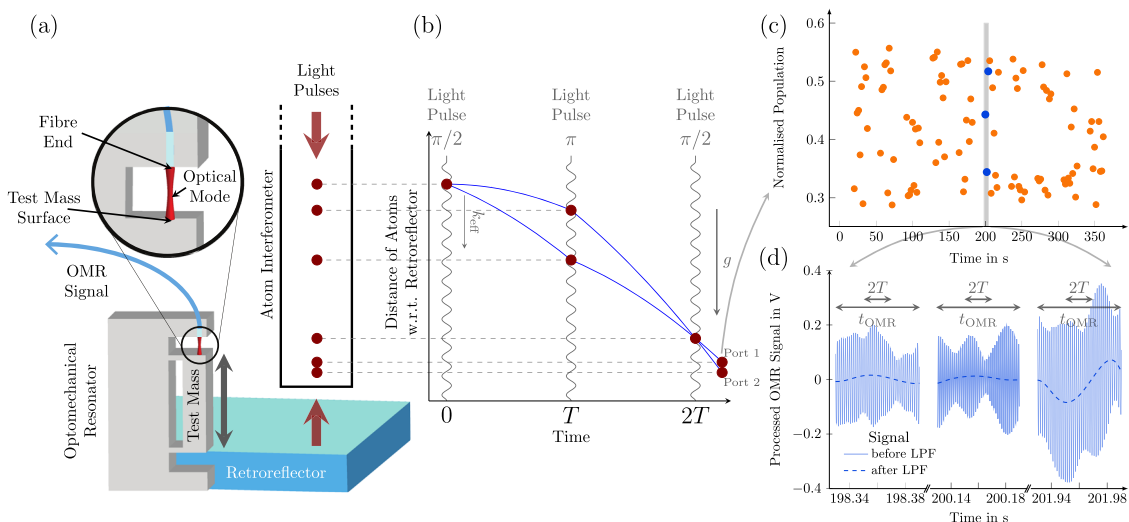 (a)
Fibre
End
Optical
Mode
Test Mass
Surface
OMR
Signal
Optomechanical
Resonator
Test Mass
Retroreflector
Light
Pulses
Atom Interferometer
(b)
Distance of Atoms
w.r.t. Retroreflector
Light
Pulse
π/2
Light
Pulse
π
Light
Pulse
π/2
k_eff
g
Port 1
Port 2
0
T
2T
Time
(c)
Normalised Population
0.6
0.5
0.4
0.3
0 50 100 150 200 250 300 350
Time in s
(d)
Processed OMR Signal in V
0.4
0.2
0
−0.2
−0.4
2T
t_OMR
2T
t_OMR
2T
t_OMR
Signal
before LPF
after LPF
198.34 198.38 200.14 200.18 201.94 201.98
Time in s